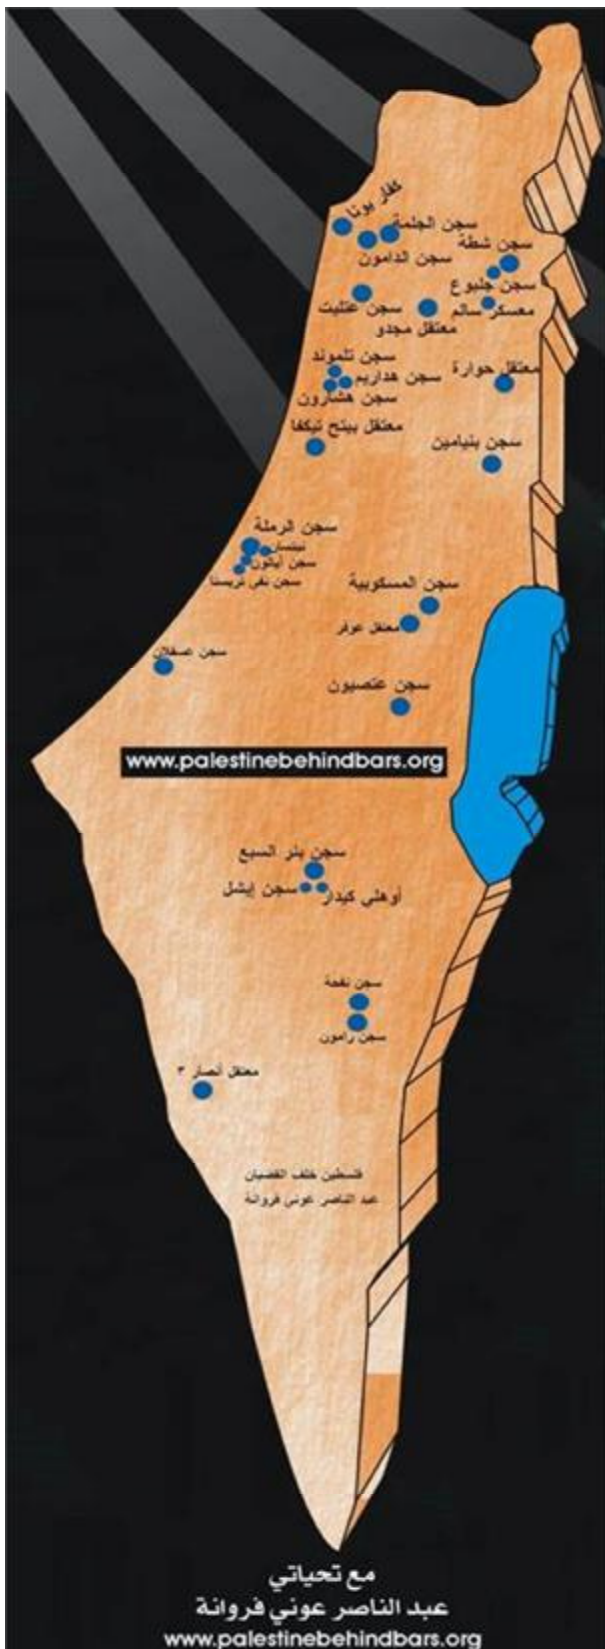 كفار يونا
سجن الجلمة
سجن شطة
سجن الدامون
سجن جلبوع
سجن عتليت
معسكر سالم
معتقل مجدو
سجن تلموند
معتقل حوارة
سجن هداريم
سجن هشارون
معتقل بيتح تيكفا
سجن بنيامين
سجن الرملة
نيتسان
سجن أيالون
سجن نفي تريستا
سجن المسكوبية
معتقل عوفر
سجن عسقلان
سجن عتصيون
www.palestinebehindbars.org
سجن بئر السبع
سجن إيشل
أوهلي كيدار
سجن نفحة
سجن رامون
معتقل أنصار ٣
فلسطين خلف القضبان
عبد الناصر عوني فروانة
مع تحياتي
عبد الناصر عوني فروانة
www.palestinebehindbars.org